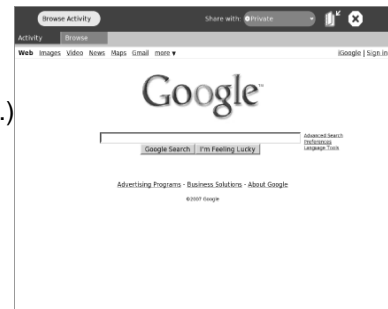 Browse Activity Share with: Private
Activity Browse
Web Images Video News Maps Gmail more ▼ iGoogle | Sign in
Google™
.)
Advanced Search
Preferences
Language Tools
Google Search I'm Feeling Lucky
Advertising Programs - Business Solutions - About Google
©2007 Google